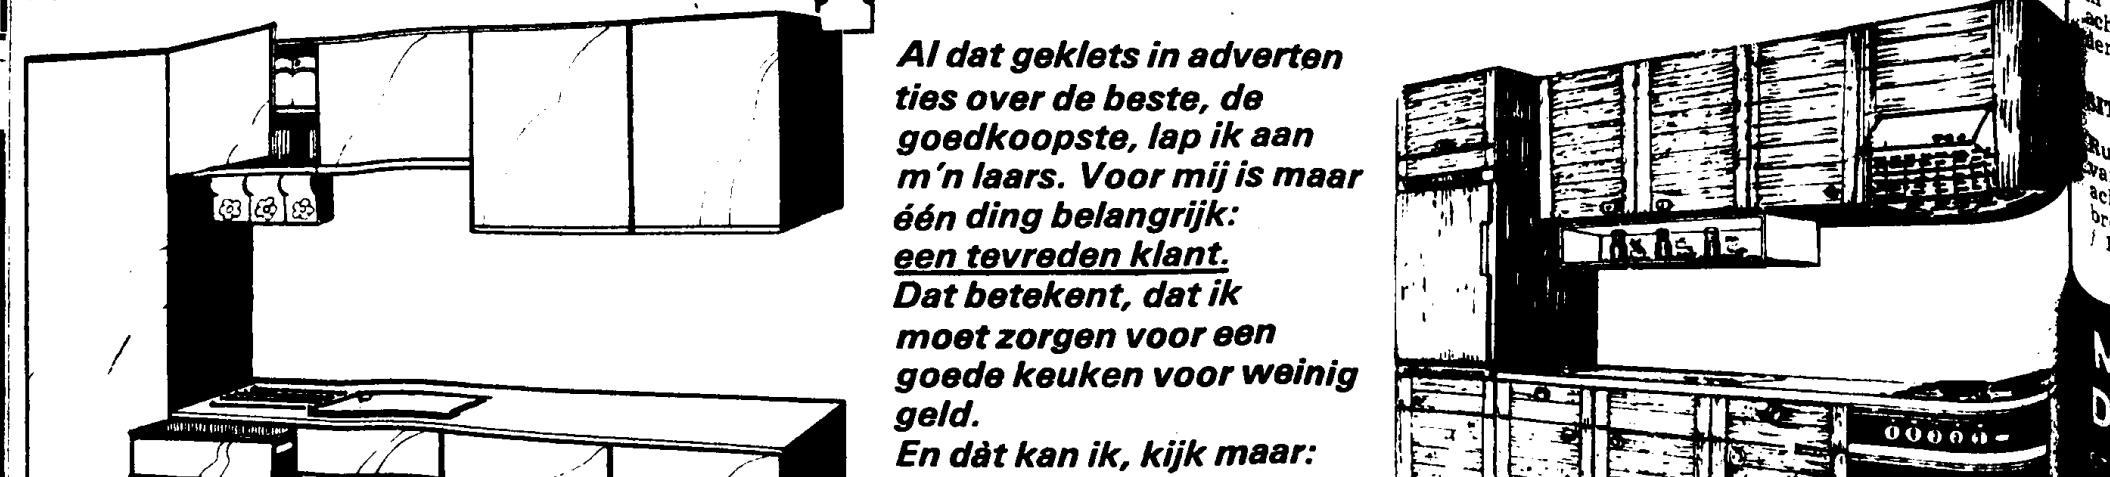 Al dat geklets in adverten
ties over de beste, de
goedkoopste, lap ik aan
m'n laars. Voor mij is maar
één ding belangrijk:
een tevreden klant.
Dat betekent, dat ik
moet zorgen voor een
goede keuken voor weinig
geld.
En dàt kan ik, kijk maar: